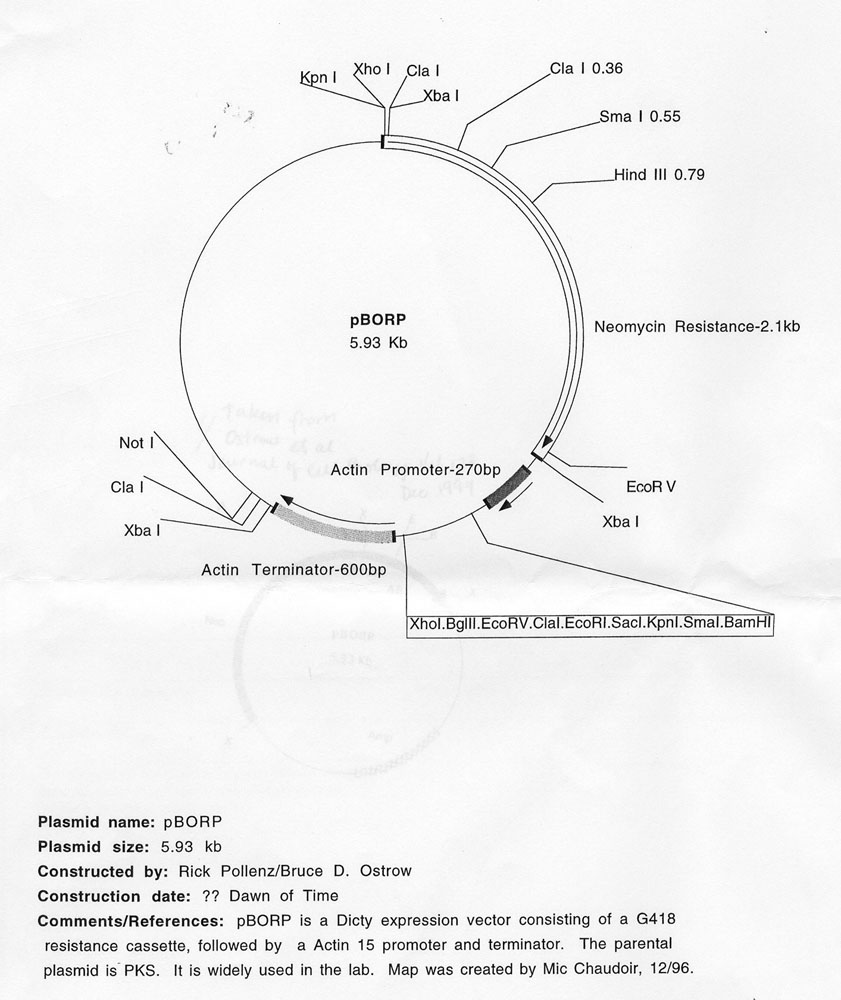 Kpn I
Xho I
Cla I
Xba I
Cla I 0.36
Sma I 0.55
Hind III 0.79
pBORP
5.93 Kb
Neomycin Resistance-2.1kb
taken from
Ostrow et al
Journal of
Dec 1994
Not I
Cla I
Xba I
Actin Promoter-270bp
EcoR V
Xba I
Actin Terminator-600bp
XhoI.BglII.EcoRV.ClaI.EcoRI.SacI.KpnI.SmaI.BamHI
pBORP
5.93 kb
Plasmid name: pBORP
Plasmid size: 5.93 kb
Constructed by: Rick Pollenz/Bruce D. Ostrow
Construction date: ?? Dawn of Time
Comments/References: pBORP is a Dicty expression vector consisting of a G418
resistance cassette, followed by a Actin 15 promoter and terminator. The parental
plasmid is PKS. It is widely used in the lab. Map was created by Mic Chaudoir, 12/96.